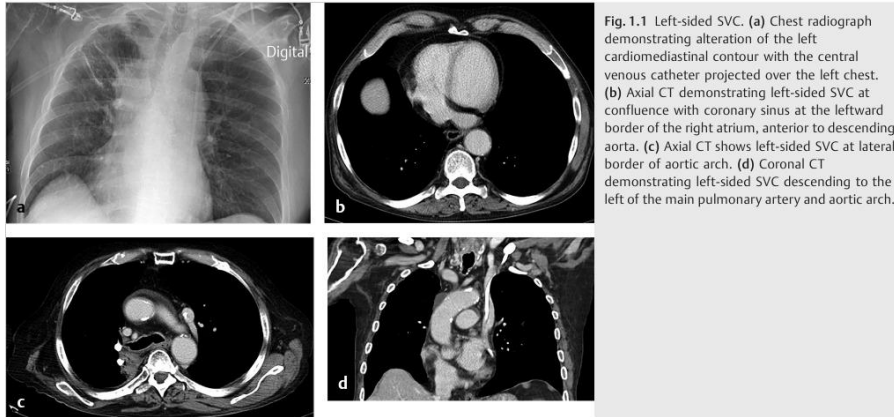 Digital
20
a
b
c
d
Fig. 1.1 Left-sided SVC. (a) Chest radiograph
demonstrating alteration of the left
cardiomediastinal contour with the central
venous catheter projected over the left chest.
(b) Axial CT demonstrating left-sided SVC at
confluence with coronary sinus at the leftward
border of the right atrium, anterior to descending
aorta. (c) Axial CT shows left-sided SVC at lateral
border of aortic arch. (d) Coronal CT
demonstrating left-sided SVC descending to the
left of the main pulmonary artery and aortic arch.